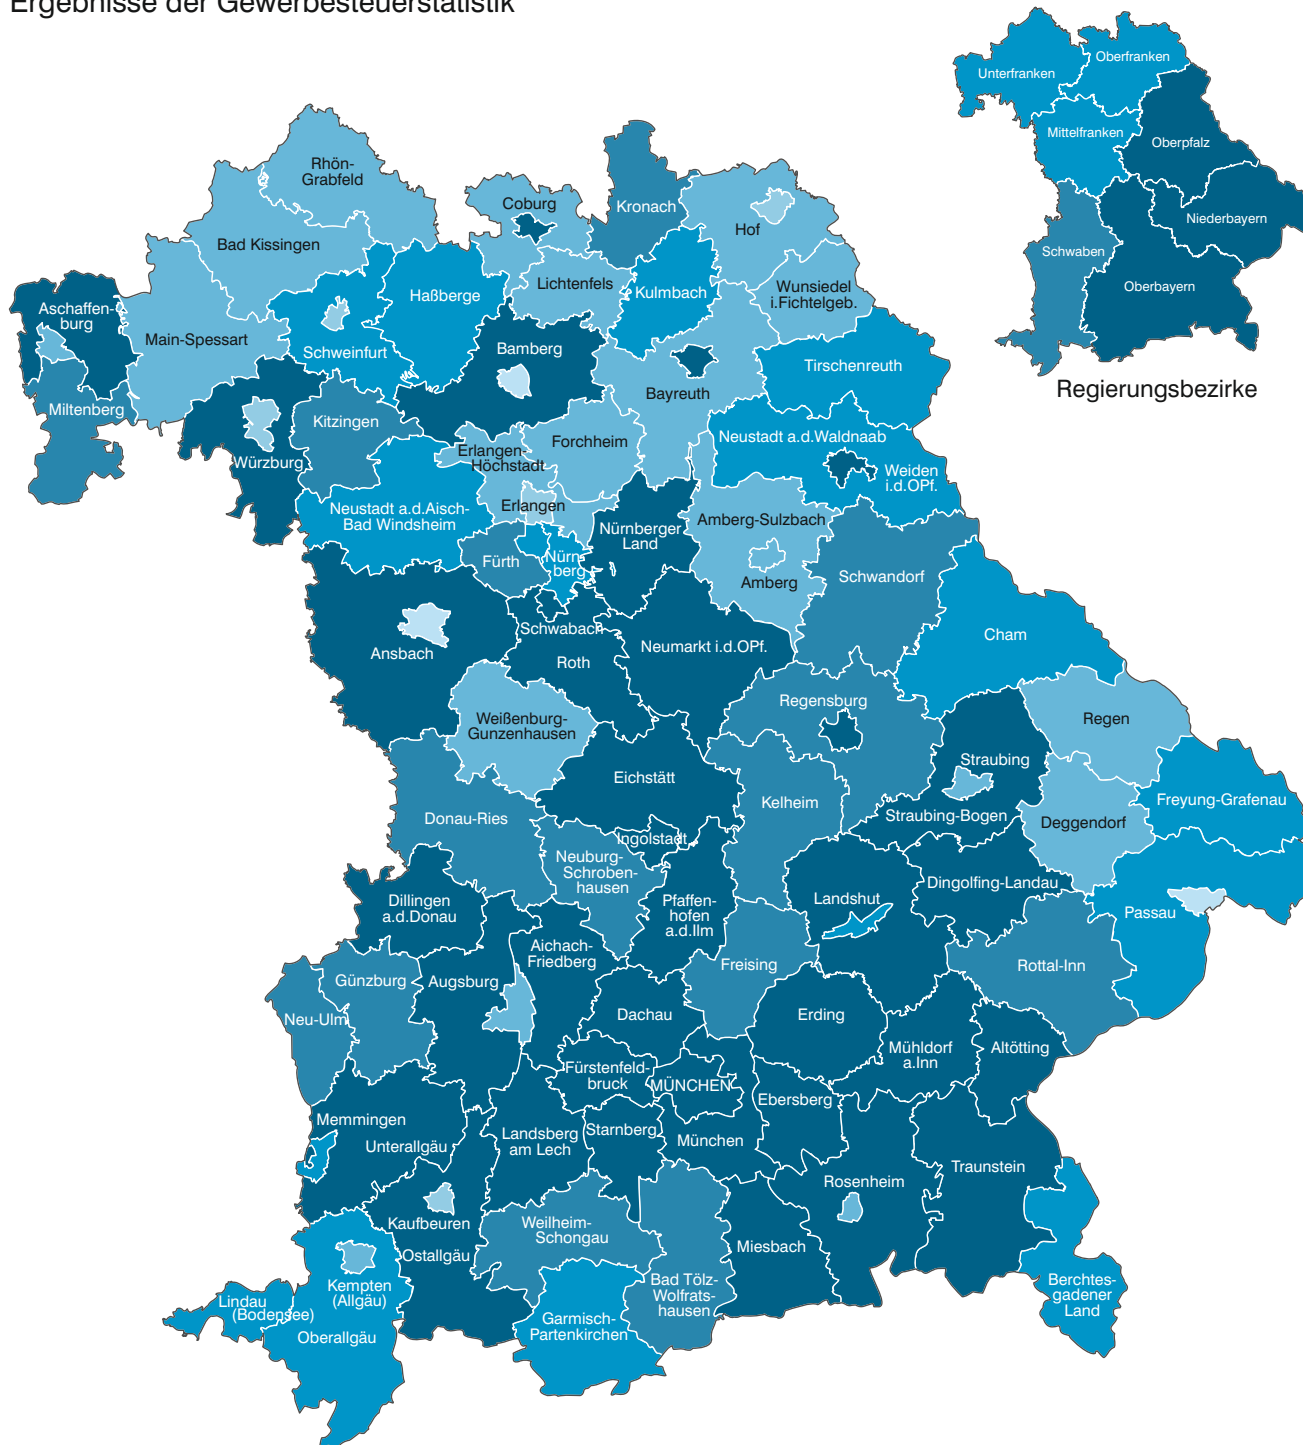 Ergebnisse der Gewerbesteuerstatistik
Unterfranken
Oberfranken
Mittelfranken
Oberpfalz
Niederbayern
Schwaben
Oberbayern
Regierungsbezirke
Rhön-
Grabfeld
Coburg
Kronach
Hof
Bad Kissingen
Lichtenfels
Kulmbach
Wunsiedel
i.Fichtelgeb.
Haßberge
Aschaffen-
burg
Main-Spessart
Schweinfurt
Bamberg
Tirschenreuth
Bayreuth
Miltenberg
Kitzingen
Forchheim
Neustadt a.d.Waldnaab
Erlangen-
Höchstadt
Würzburg
Weiden
i.d.OPf.
Erlangen
Neustadt a.d.Aisch-
Bad Windsheim
Nürnberger
Land
Amberg-Sulzbach
Fürth
Nürn-
berg
Amberg
Schwandorf
Schwabach
Cham
Ansbach
Roth
Neumarkt i.d.OPf.
Regensburg
Weißenburg-
Gunzenhausen
Regen
Straubing
Eichstätt
Kelheim
Freyung-Grafenau
Donau-Ries
Straubing-Bogen
Deggendorf
Ingolstadt
Neuburg-
Schroben-
hausen
Dingolfing-Landau
Dillingen
a.d.Donau
Pfaffen-
hofen
a.d.Ilm
Landshut
Passau
Aichach-
Friedberg
Freising
Rottal-Inn
Günzburg
Augsburg
Neu-Ulm
Dachau
Erding
Mühldorf
a.Inn
Altötting
Fürstenfeld-
bruck
MÜNCHEN
Ebersberg
Memmingen
Unterallgäu
Landsberg
am Lech
Starnberg
München
Traunstein
Rosenheim
Kaufbeuren
Weilheim-
Schongau
Ostallgäu
Miesbach
Kempten
(Allgäu)
Bad Tölz-
Wolfrats-
hausen
Berchtes-
gadener
Land
Lindau
(Bodensee)
Garmisch-
Partenkirchen
Oberallgäu